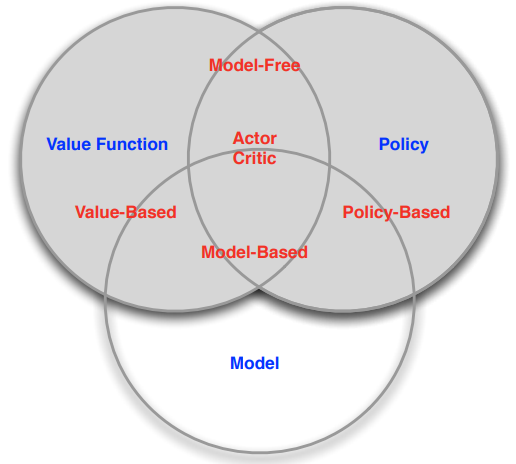 Model-Free
Value Function
Actor
Critic
Policy
Value-Based
Policy-Based
Model-Based
Model